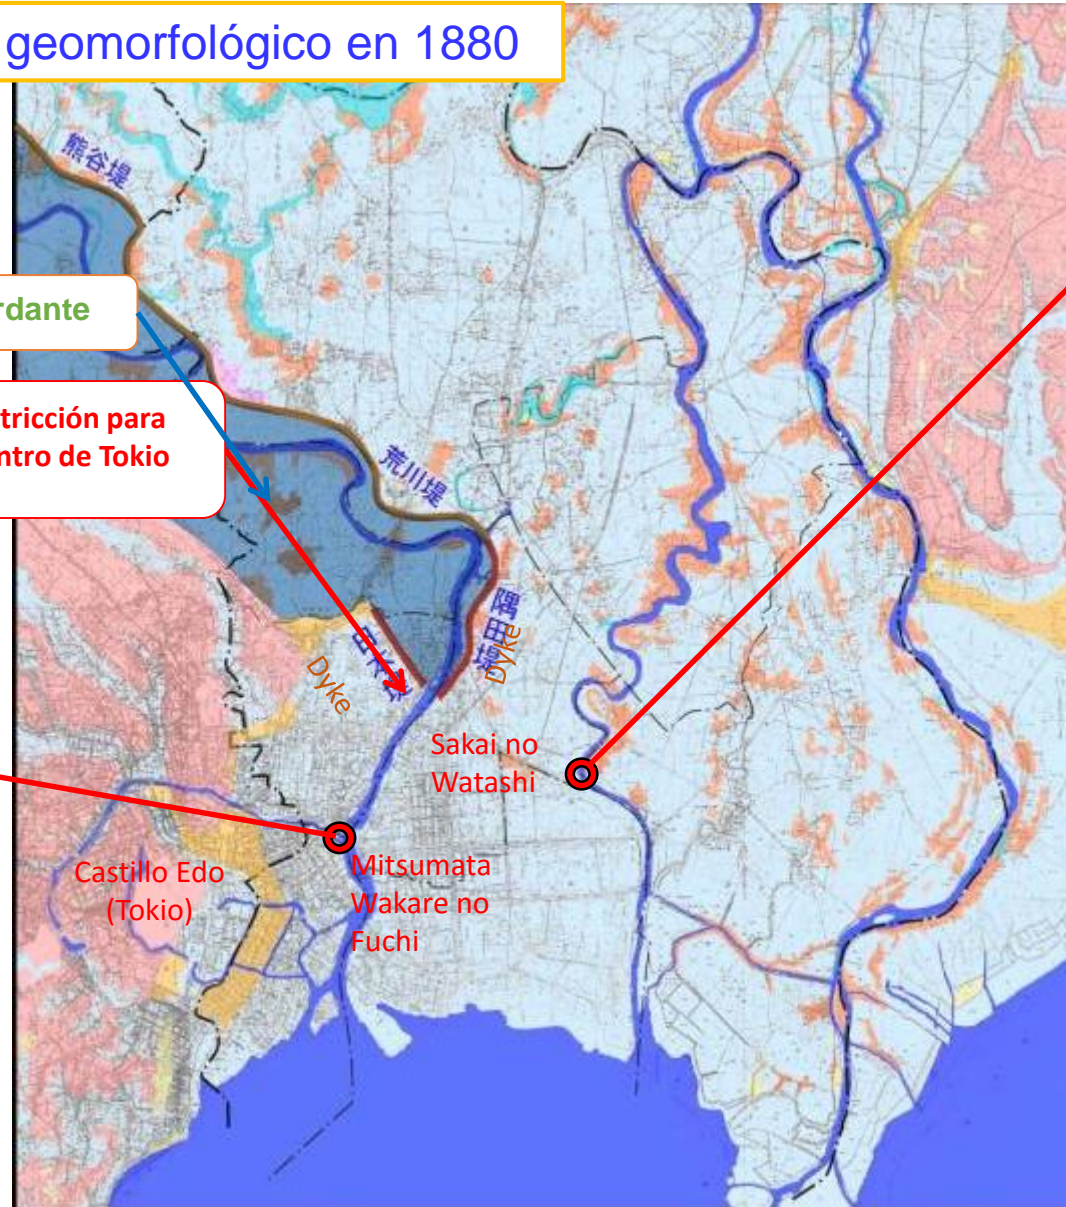 geomorfológico en 1880
熊谷堤
rdante
tricción para
ntro de Tokio
荒川堤
隅田堤
Dyke
Dyke
Sakai no
Watashi
Castillo Edo
(Tokio)
Mitsumata
Wakare no
Fuchi